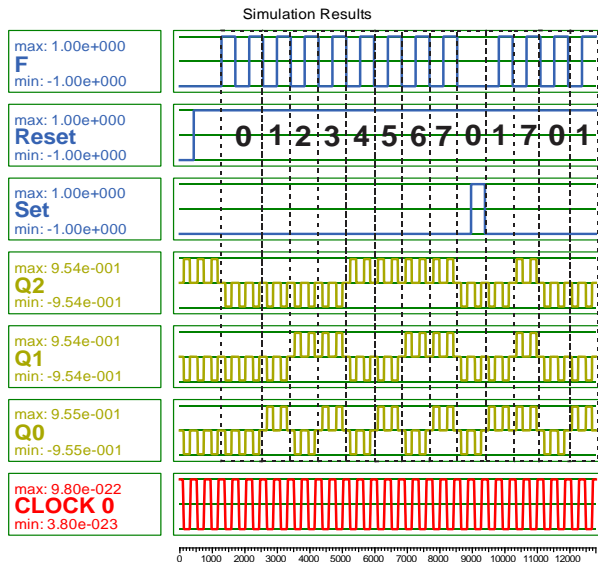 Simulation Results
max: 1.00e+000
F
min: -1.00e+000
max: 1.00e+000
Reset
min: -1.00e+000
0 1 2 3 4 5 6 7 0 1 7 0 1
max: 1.00e+000
Set
min: -1.00e+000
max: 9.54e-001
Q2
min: -9.54e-001
max: 9.54e-001
Q1
min: -9.54e-001
max: 9.55e-001
Q0
min: -9.55e-001
max: 9.80e-022
CLOCK 0
min: 3.80e-023
0 1000 2000 3000 4000 5000 6000 7000 8000 9000 10000 11000 12000